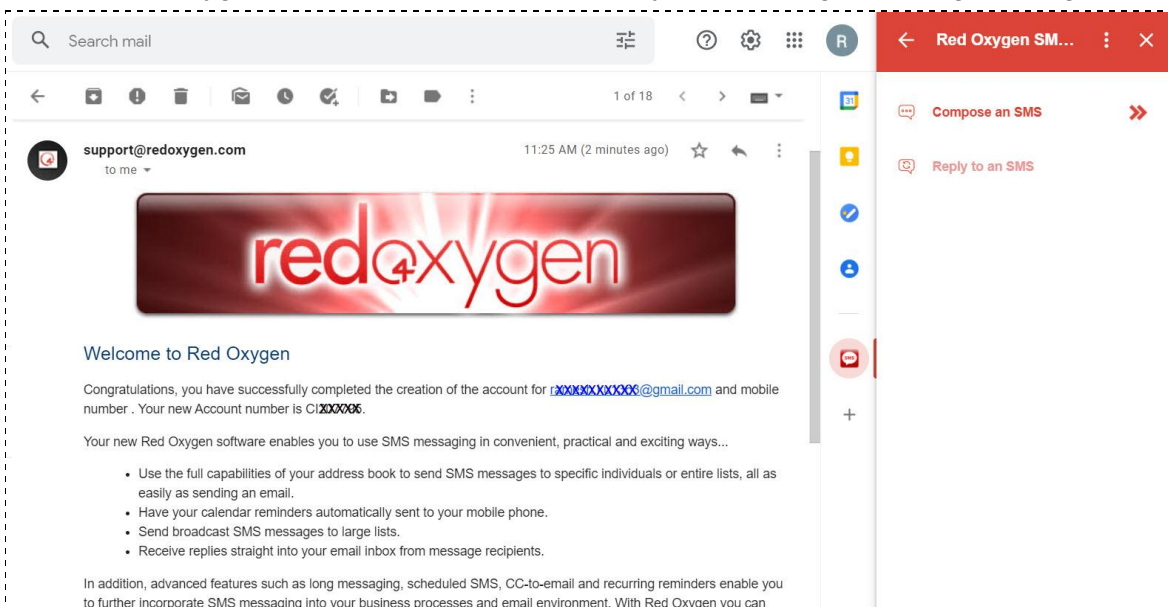 Search mail
R
Red Oxygen SM...
1 of 18
31
Compose an SMS
support@redoxygen.com
11:25 AM (2 minutes ago)
to me
Reply to an SMS
redoxygen
Welcome to Red Oxygen
SMS
Congratulations, you have successfully completed the creation of the account for @gmail.com and mobile
number . Your new Account number is
Your new Red Oxygen software enables you to use SMS messaging in convenient, practical and exciting ways...
• Use the full capabilities of your address book to send SMS messages to specific individuals or entire lists, all as
easily as sending an email.
• Have your calendar reminders automatically sent to your mobile phone.
• Send broadcast SMS messages to large lists.
• Receive replies straight into your email inbox from message recipients.
In addition, advanced features such as long messaging, scheduled SMS, CC-to-email and recurring reminders enable you
to further incorporate SMS messaging into your business processes and email environment. With Red Oxygen you can